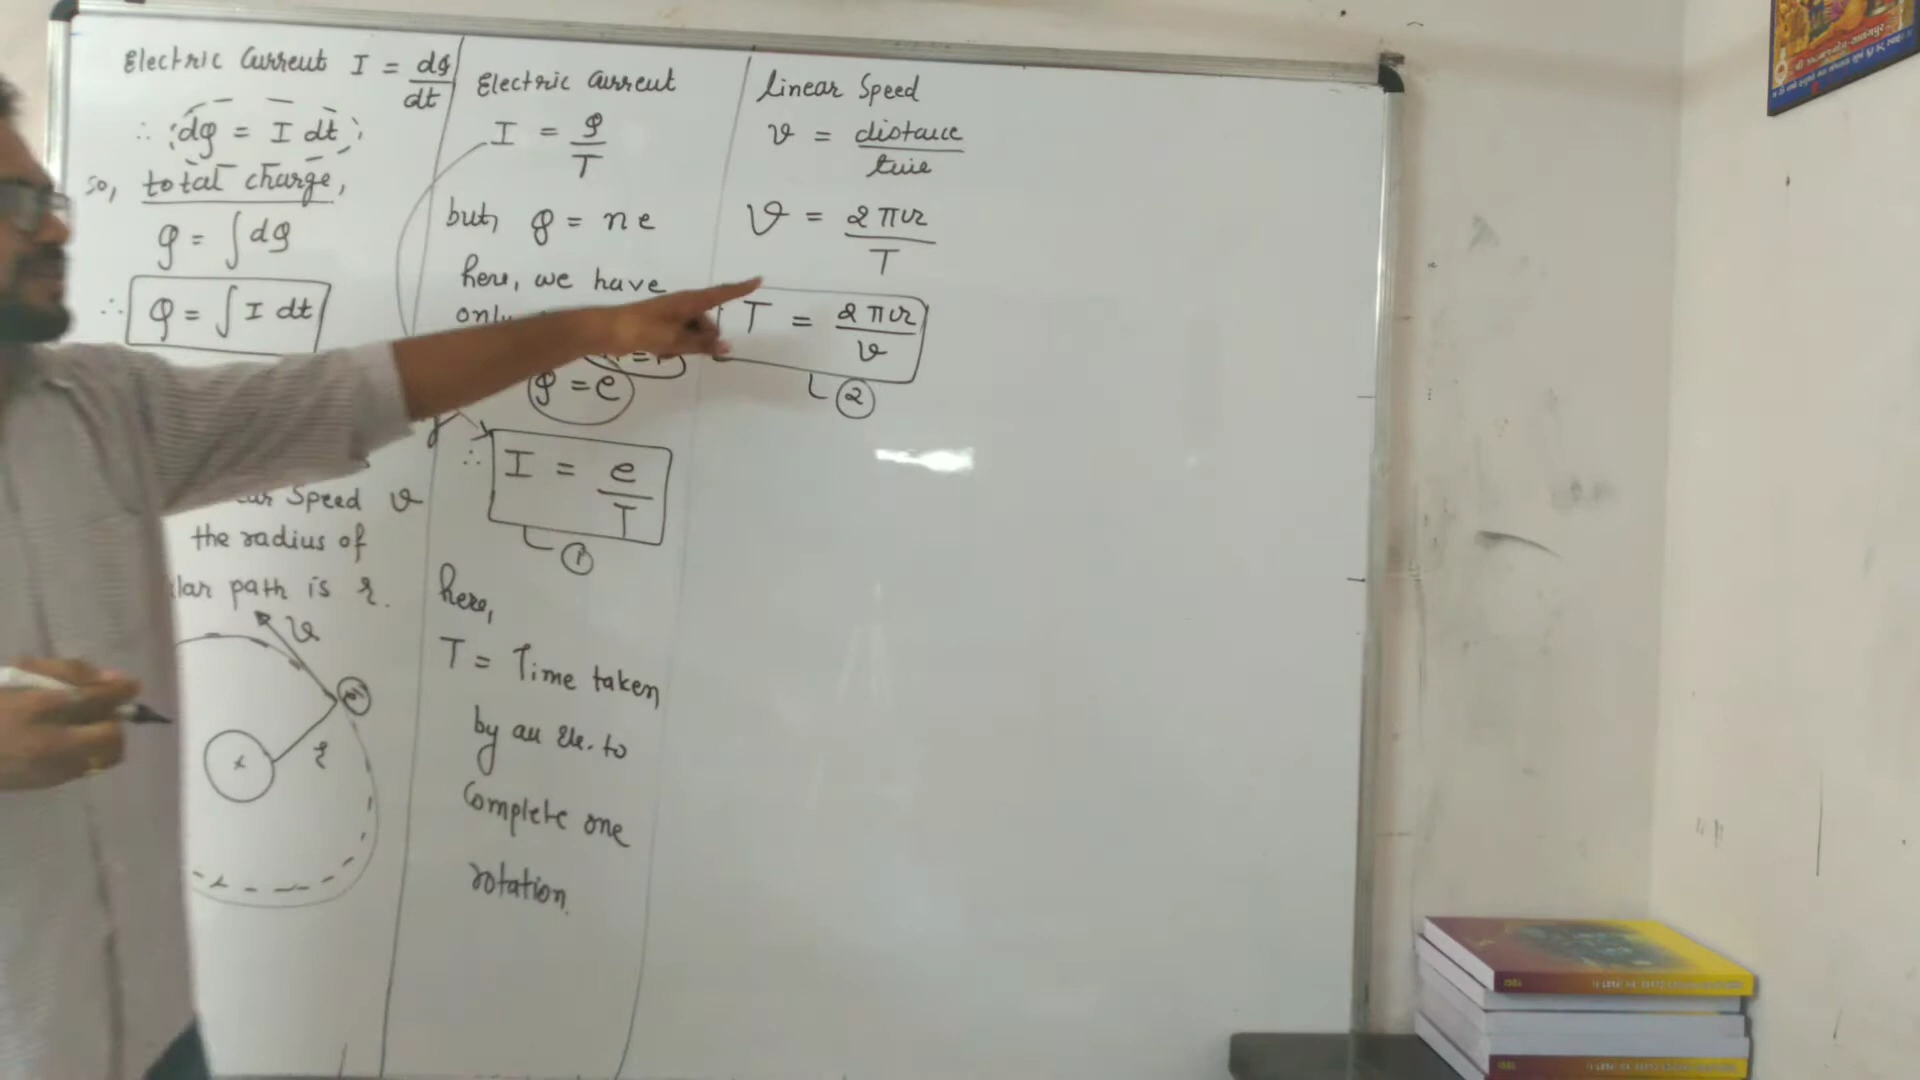 Electric Current I = dq/dt
∴ dq = I dt
so, total charge,
q = ∫dq
∴ q = ∫I dt
Speed v
the radius of
path is r.
v
r
Electric Current
I = q/T
but, q = ne
here, we have
only
q = e
∴ I = e/T
①
here,
T = Time taken
by an ele. to
Complete one
rotation.
Linear Speed
v = distance/time
v = 2πr/T
T = 2πr/v
②